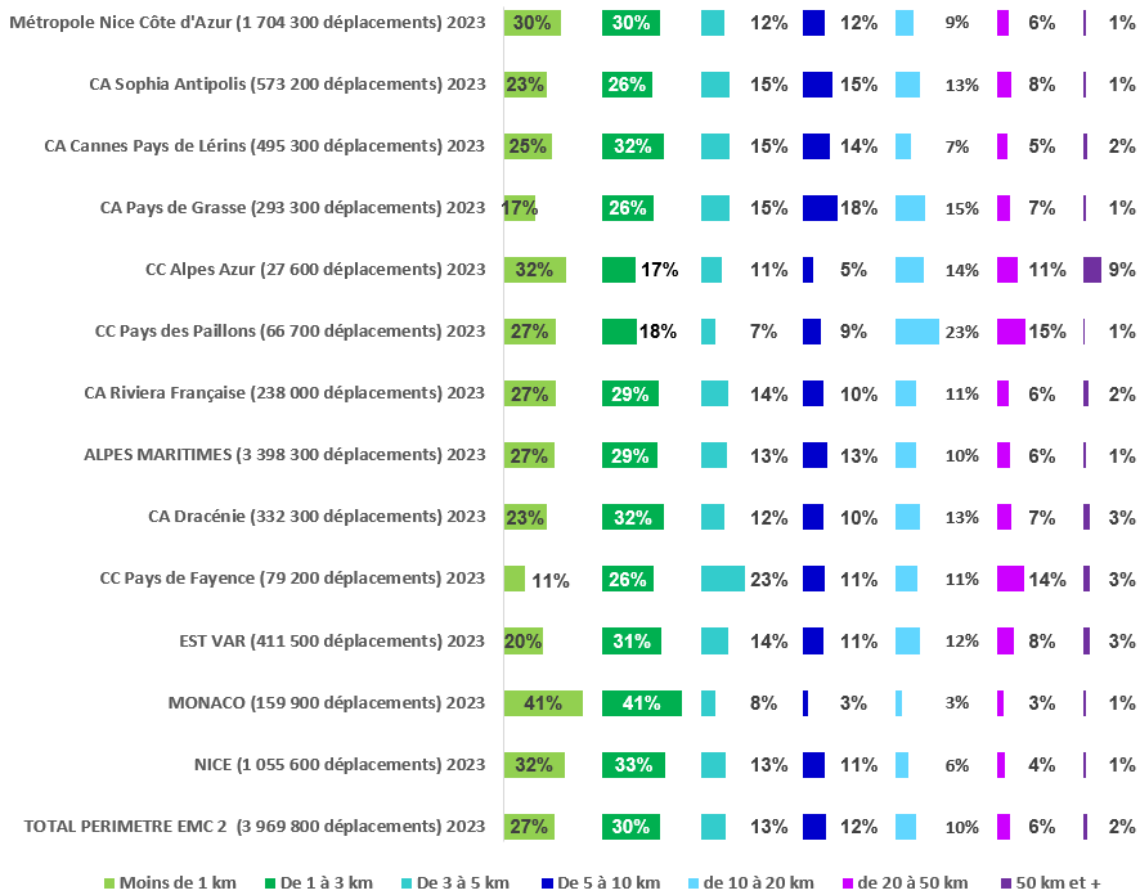 Métropole Nice Côte d'Azur (1 704 300 déplacements) 2023 30% 30% 12% 12% 9% 6% 1%
CA Sophia Antipolis (573 200 déplacements) 2023 23% 26% 15% 15% 13% 8% 1%
CA Cannes Pays de Lérins (495 300 déplacements) 2023 25% 32% 15% 14% 7% 5% 2%
CA Pays de Grasse (293 300 déplacements) 2023 17% 26% 15% 18% 15% 7% 1%
CC Alpes Azur (27 600 déplacements) 2023 32% 17% 11% 5% 14% 11% 9%
CC Pays des Paillons (66 700 déplacements) 2023 27% 18% 7% 9% 23% 15% 1%
CA Riviera Française (238 000 déplacements) 2023 27% 29% 14% 10% 11% 6% 2%
ALPES MARITIMES (3 398 300 déplacements) 2023 27% 29% 13% 13% 10% 6% 1%
CA Dracénie (332 300 déplacements) 2023 23% 32% 12% 10% 13% 7% 3%
CC Pays de Fayence (79 200 déplacements) 2023 11% 26% 23% 11% 11% 14% 3%
EST VAR (411 500 déplacements) 2023 20% 31% 14% 11% 12% 8% 3%
MONACO (159 900 déplacements) 2023 41% 41% 8% 3% 3% 3% 1%
NICE (1 055 600 déplacements) 2023 32% 33% 13% 11% 6% 4% 1%
TOTAL PERIMETRE EMC 2 (3 969 800 déplacements) 2023 27% 30% 13% 12% 10% 6% 2%
Moins de 1 km De 1 à 3 km De 3 à 5 km De 5 à 10 km de 10 à 20 km de 20 à 50 km 50 km et +